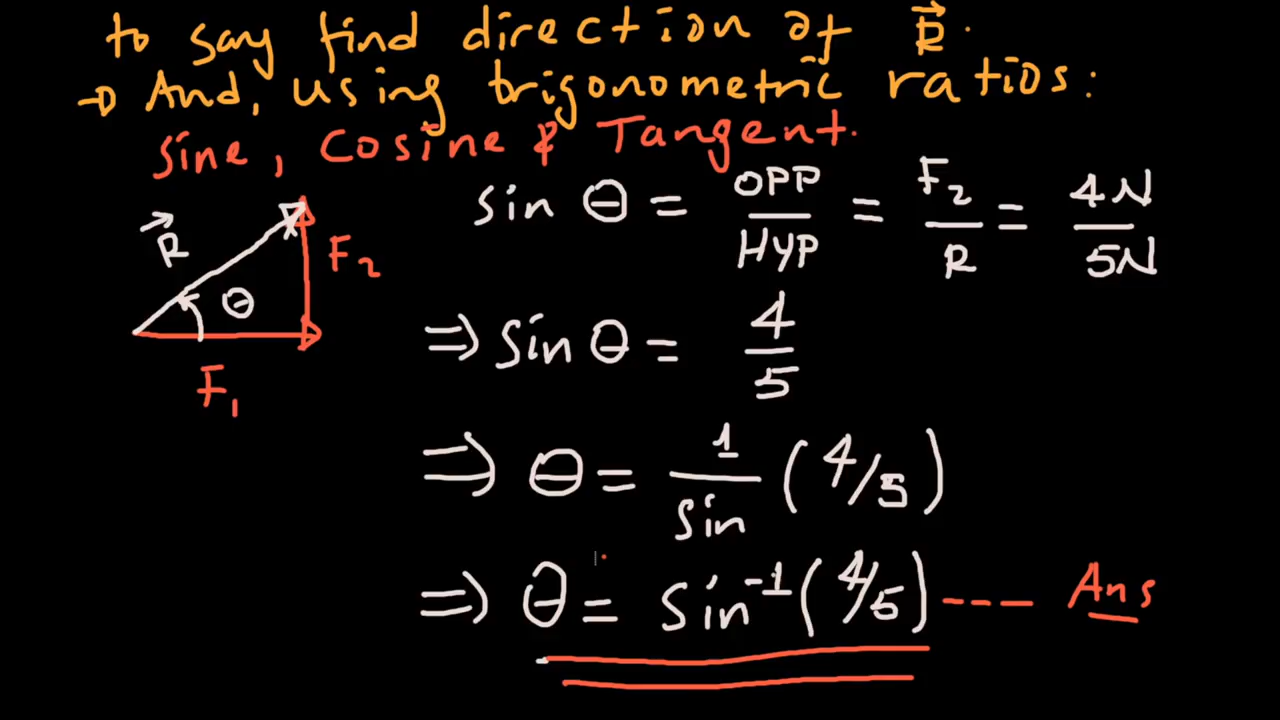 to say find direction of R⃗.
→ And, using trigonometric ratios:
Sine, Cosine & Tangent.
R⃗
θ
F₂
F₁
sin θ = OPP/HYP = F₂/R = 4N/5N
⇒ sin θ = 4/5
⇒ θ = 1/sin (4/5)
⇒ θ = sin⁻¹(4/5) ---- Ans